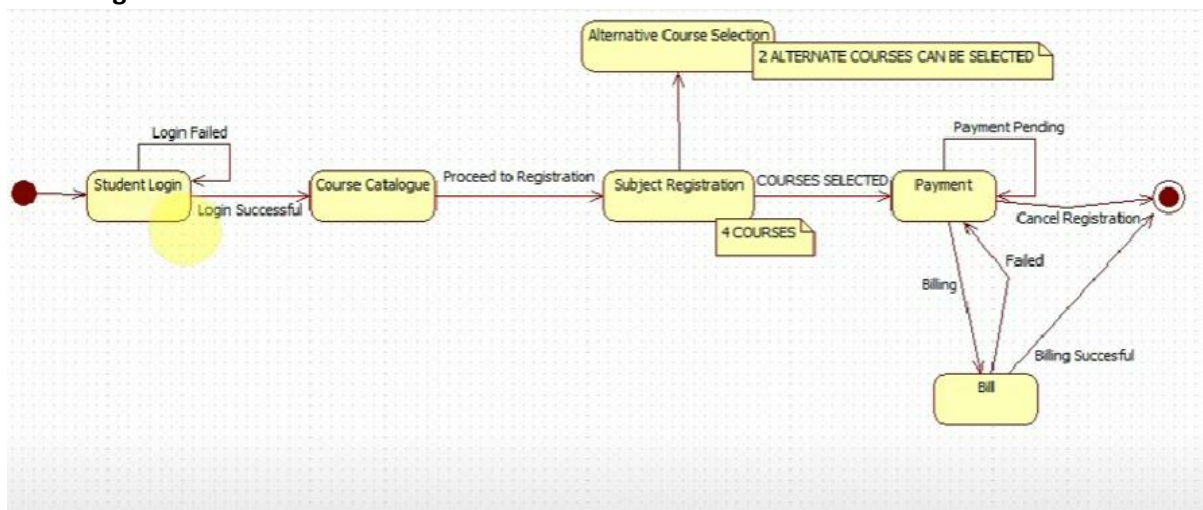 Alternative Course Selection
2 ALTERNATE COURSES CAN BE SELECTED
Login Failed
Payment Pending
Student Login
Course Catalogue
Proceed to Registration
Subject Registration
COURSES SELECTED
Payment
Login Successful
Cancel Registration
4 COURSES
Failed
Billing
Billing Succesful
Bill